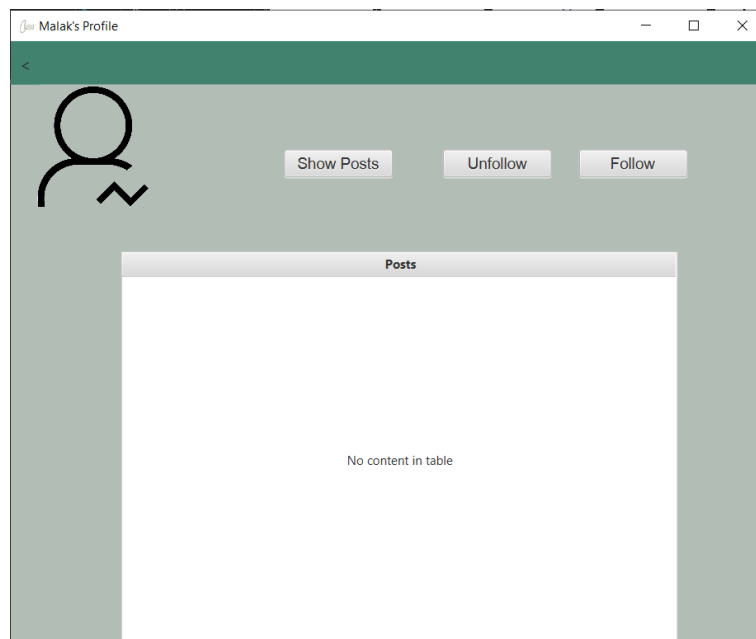 Malak's Profile
<
Show Posts Unfollow Follow
Posts
No content in table